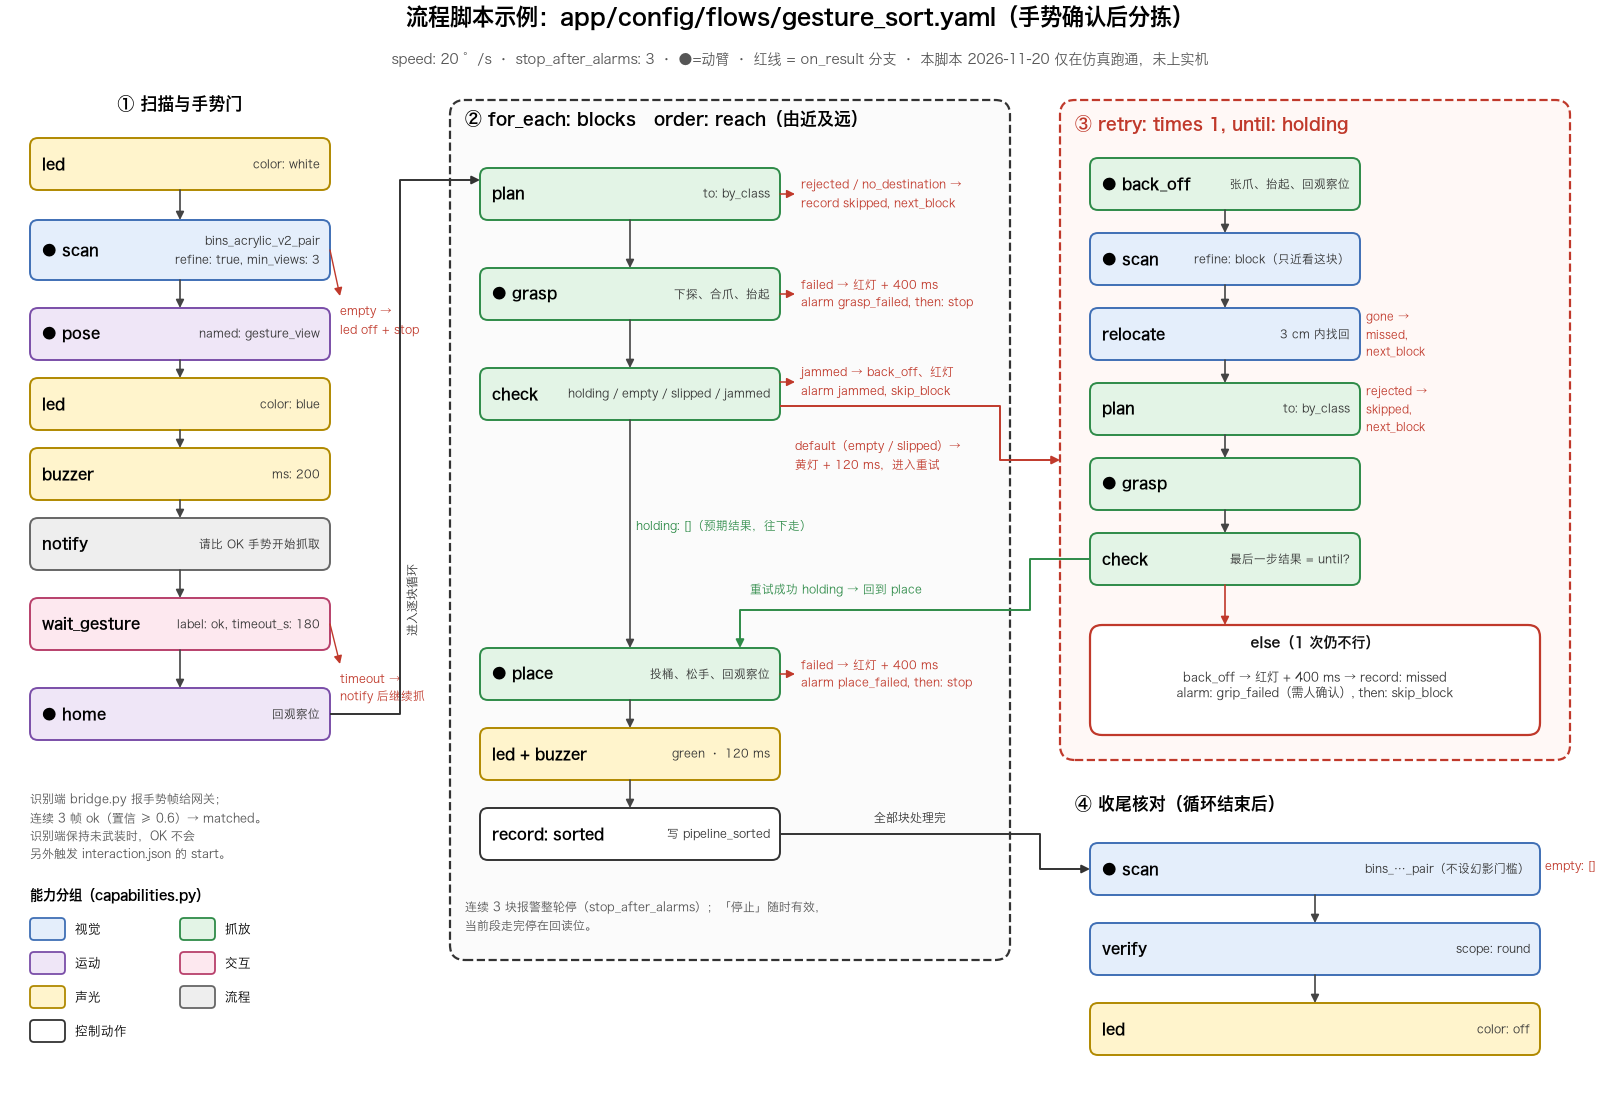 流程脚本示例：app/config/flows/gesture_sort.yaml（手势确认后分拣）
speed: 20 ° /s · stop_after_alarms: 3 · ●=动臂 · 红线 = on_result 分支 · 本脚本 2026-11-20 仅在仿真跑通，未上实机
① 扫描与手势门
led
color: white
● scan
bins_acrylic_v2_pair
refine: true, min_views: 3
empty →
led off + stop
● pose
named: gesture_view
led
color: blue
buzzer
ms: 200
notify
请比 OK 手势开始抓取
wait_gesture
label: ok, timeout_s: 180
timeout →
notify 后继续抓
● home
回观察位
进入逐块循环
识别端 bridge.py 报手势帧给网关；
连续 3 帧 ok（置信 ≥ 0.6）→ matched。
识别端保持未武装时，OK 不会
另外触发 interaction.json 的 start。
能力分组（capabilities.py）
视觉
抓放
运动
交互
声光
流程
控制动作
② for_each: blocks order: reach（由近及远）
plan
to: by_class
rejected / no_destination →
record skipped, next_block
● grasp
下探、合爪、抬起
failed → 红灯 + 400 ms
alarm grasp_failed, then: stop
check
holding / empty / slipped / jammed
jammed → back_off、红灯
alarm jammed, skip_block
default（empty / slipped）→
黄灯 + 120 ms，进入重试
holding: []（预期结果，往下走）
重试成功 holding → 回到 place
● place
投桶、松手、回观察位
failed → 红灯 + 400 ms
alarm place_failed, then: stop
led + buzzer
green · 120 ms
record: sorted
写 pipeline_sorted
全部块处理完
连续 3 块报警整轮停（stop_after_alarms）；「停止」随时有效，
当前段走完停在回读位。
③ retry: times 1, until: holding
● back_off
张爪、抬起、回观察位
● scan
refine: block（只近看这块）
relocate
3 cm 内找回
gone →
missed,
next_block
plan
to: by_class
rejected →
skipped,
next_block
● grasp
check
最后一步结果 = until?
else（1 次仍不行）
back_off → 红灯 + 400 ms → record: missed
alarm: grip_failed（需人确认）, then: skip_block
④ 收尾核对（循环结束后）
● scan
bins_…_pair（不设幻影门槛）
empty: []
verify
scope: round
led
color: off